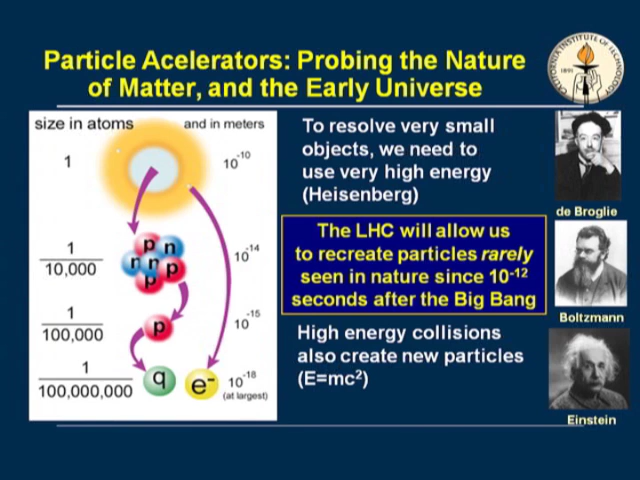 Particle Acelerators: Probing the Nature
of Matter, and the Early Universe
CALIFORNIA INSTITUTE OF TECHNOLOGY
1891
size in atoms and in meters
1
10⁻¹⁰
1
10,000
10⁻¹⁴
1
100,000
10⁻¹⁵
1
100,000,000
10⁻¹⁸
(at largest)
p n
n n p
p
p
q
e⁻
To resolve very small
objects, we need to
use very high energy
(Heisenberg)
The LHC will allow us
to recreate particles rarely
seen in nature since 10⁻¹²
seconds after the Big Bang
High energy collisions
also create new particles
(E=mc²)
de Broglie
Boltzmann
Einstein